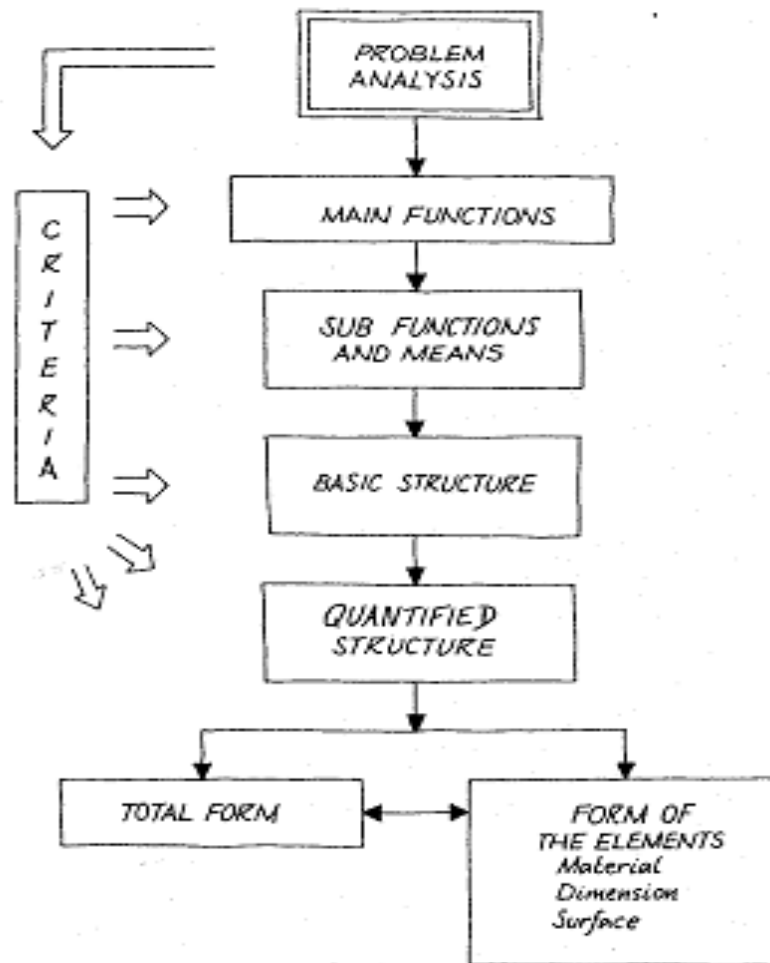 PROBLEM
ANALYSIS
MAIN FUNCTIONS
CRITERIA
SUB FUNCTIONS
AND MEANS
BASIC STRUCTURE
QUANTIFIED
STRUCTURE
TOTAL FORM
FORM OF
THE ELEMENTS
Material
Dimension
Surface